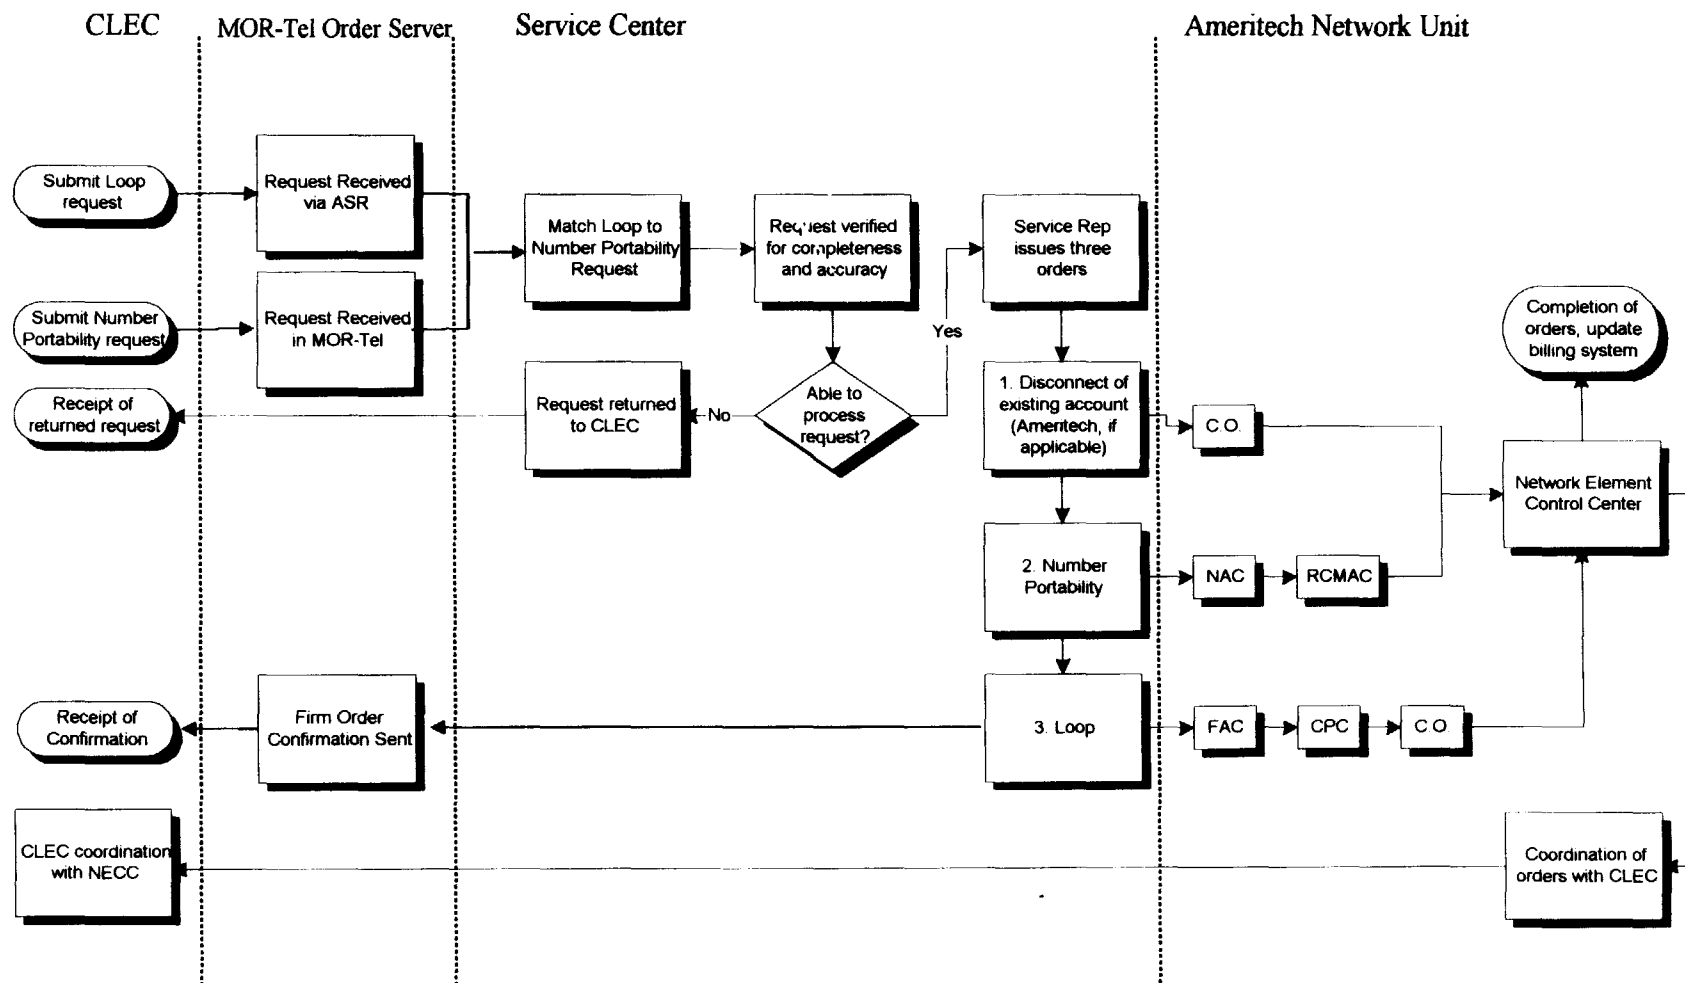 CLEC
MOR-Tel Order Server
Service Center
Ameritech Network Unit
Submit Loop
request
Request Received
via ASR
Match Loop to
Number Portability
Request
Request verified
for completeness
and accuracy
Service Rep
issues three
orders
Submit Number
Portability request
Request Received
in MOR-Tel
Yes
Completion of
orders, update
billing system
Receipt of
returned request
Request returned
to CLEC
No
Able to
process
request?
1. Disconnect of
existing account
(Ameritech, if
applicable)
C.O.
Network Element
Control Center
2. Number
Portability
NAC
RCMAC
Receipt of
Confirmation
Firm Order
Confirmation Sent
3. Loop
FAC
CPC
C.O.
CLEC coordination
with NECC
Coordination of
orders with CLEC